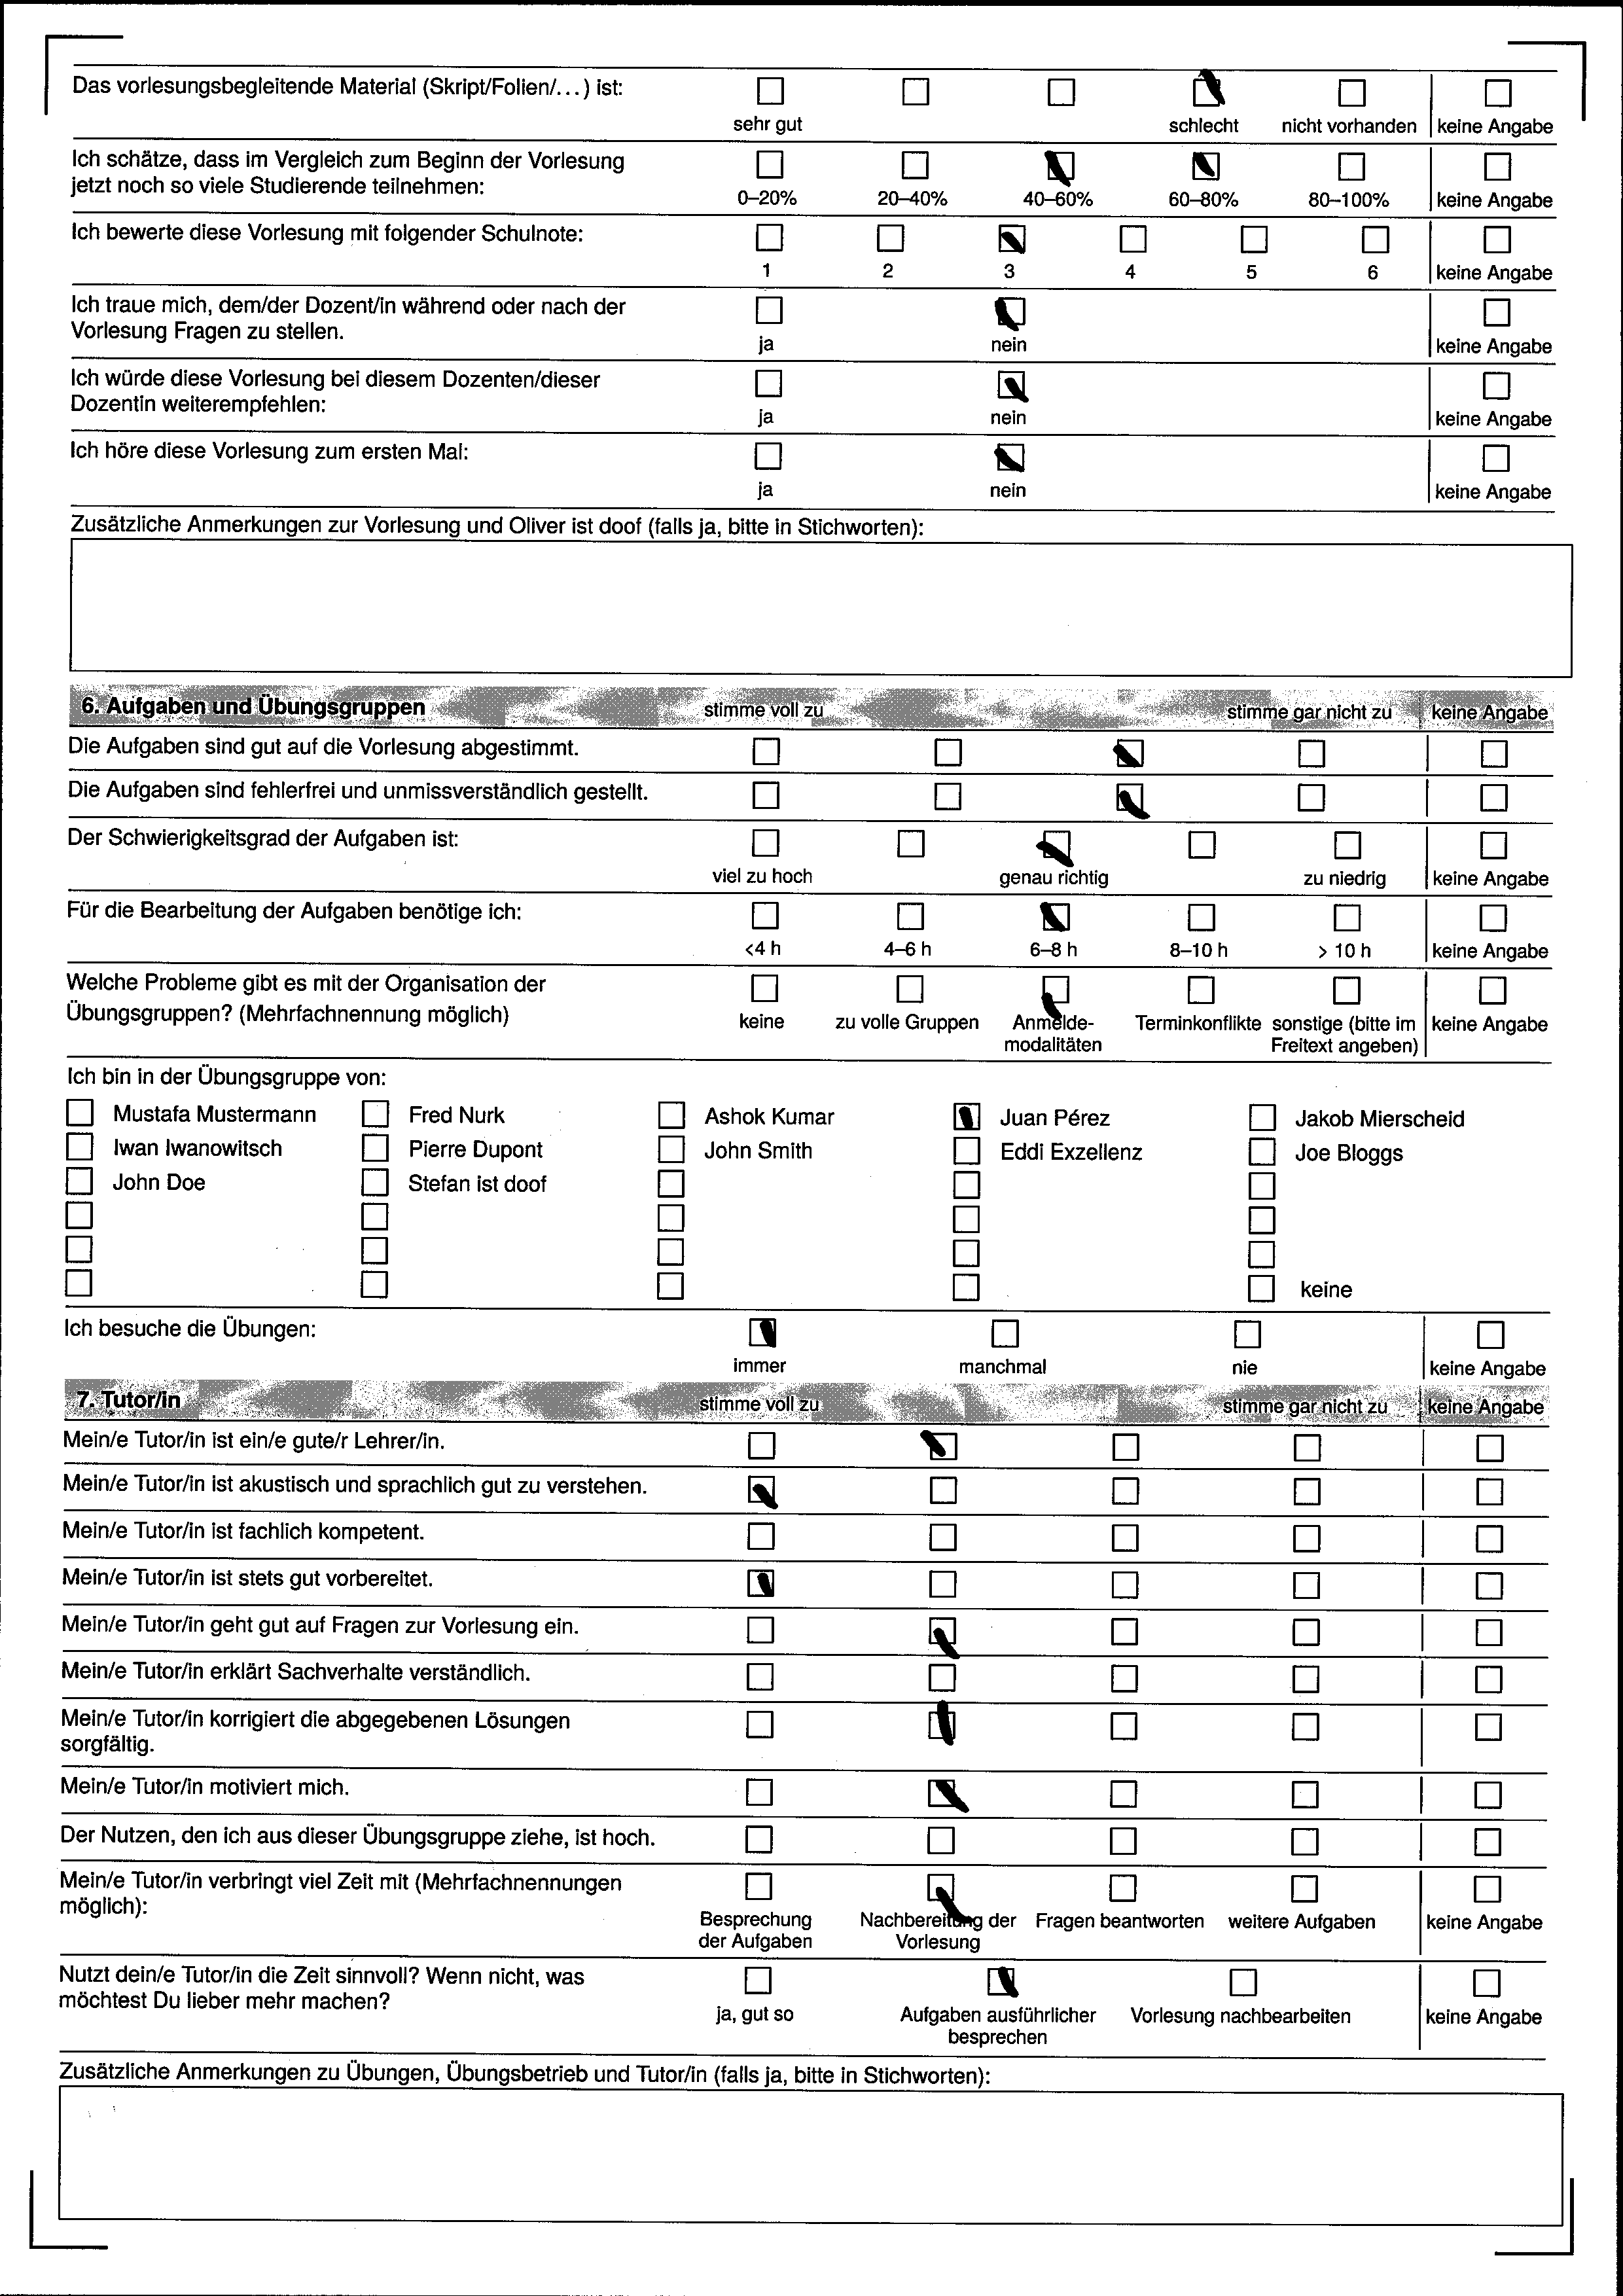 Das vorlesungsbegleitende Material (Skript/Folien/...) ist:
sehr gut schlecht nicht vorhanden keine Angabe
Ich schätze, dass im Vergleich zum Beginn der Vorlesung
jetzt noch so viele Studierende teilnehmen:
0–20% 20–40% 40–60% 60–80% 80–100% keine Angabe
Ich bewerte diese Vorlesung mit folgender Schulnote:
1 2 3 4 5 6 keine Angabe
Ich traue mich, dem/der Dozent/in während oder nach der
Vorlesung Fragen zu stellen.
ja nein keine Angabe
Ich würde diese Vorlesung bei diesem Dozenten/dieser
Dozentin weiterempfehlen:
ja nein keine Angabe
Ich höre diese Vorlesung zum ersten Mal:
ja nein keine Angabe
Zusätzliche Anmerkungen zur Vorlesung und Oliver ist doof (falls ja, bitte in Stichworten):
6. Aufgaben und Übungsgruppen stimme voll zu stimme gar nicht zu keine Angabe
Die Aufgaben sind gut auf die Vorlesung abgestimmt.
Die Aufgaben sind fehlerfrei und unmissverständlich gestellt.
Der Schwierigkeitsgrad der Aufgaben ist:
viel zu hoch genau richtig zu niedrig keine Angabe
Für die Bearbeitung der Aufgaben benötige ich:
<4 h 4–6 h 6–8 h 8–10 h > 10 h keine Angabe
Welche Probleme gibt es mit der Organisation der
Übungsgruppen? (Mehrfachnennung möglich)
keine zu volle Gruppen Anmelde- Terminkonflikte sonstige (bitte im keine Angabe
modalitäten Freitext angeben)
Ich bin in der Übungsgruppe von:
Mustafa Mustermann Fred Nurk Ashok Kumar Juan Pérez Jakob Mierscheid
Iwan Iwanowitsch Pierre Dupont John Smith Eddi Exzellenz Joe Bloggs
John Doe Stefan ist doof
keine
Ich besuche die Übungen:
immer manchmal nie keine Angabe
7. Tutor/in stimme voll zu stimme gar nicht zu keine Angabe
Mein/e Tutor/in ist ein/e gute/r Lehrer/in.
Mein/e Tutor/in ist akustisch und sprachlich gut zu verstehen.
Mein/e Tutor/in ist fachlich kompetent.
Mein/e Tutor/in ist stets gut vorbereitet.
Mein/e Tutor/in geht gut auf Fragen zur Vorlesung ein.
Mein/e Tutor/in erklärt Sachverhalte verständlich.
Mein/e Tutor/in korrigiert die abgegebenen Lösungen
sorgfältig.
Mein/e Tutor/in motiviert mich.
Der Nutzen, den ich aus dieser Übungsgruppe ziehe, ist hoch.
Mein/e Tutor/in verbringt viel Zeit mit (Mehrfachnennungen
möglich):
Besprechung Nachbereitung der Fragen beantworten weitere Aufgaben keine Angabe
der Aufgaben Vorlesung
Nutzt dein/e Tutor/in die Zeit sinnvoll? Wenn nicht, was
möchtest Du lieber mehr machen?
ja, gut so Aufgaben ausführlicher Vorlesung nachbearbeiten keine Angabe
besprechen
Zusätzliche Anmerkungen zu Übungen, Übungsbetrieb und Tutor/in (falls ja, bitte in Stichworten):